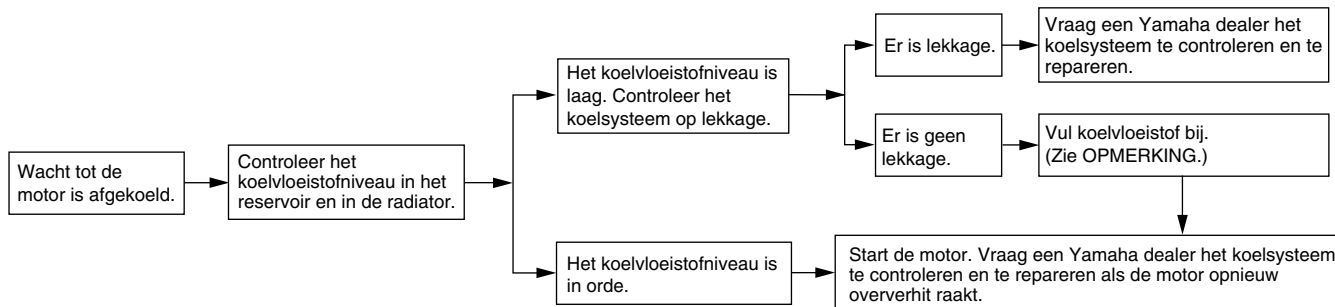 Wacht tot de
motor is afgekoeld.
Controleer het
koelvloeistofniveau in het
reservoir en in de radiator.
Het koelvloeistofniveau is
laag. Controleer het
koelsysteem op lekkage.
Er is lekkage.
Vraag een Yamaha dealer het
koelsysteem te controleren en te
repareren.
Er is geen
lekkage.
Vul koelvloeistof bij.
(Zie OPMERKING.)
Het koelvloeistofniveau is
in orde.
Start de motor. Vraag een Yamaha dealer het koelsysteem
te controleren en te repareren als de motor opnieuw
oververhit raakt.